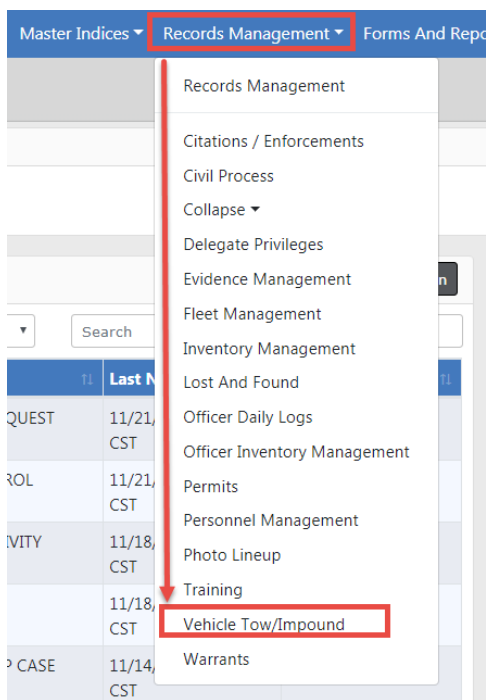 Master Indices Records Management Forms And Repo
Records Management
Citations / Enforcements
Civil Process
Collapse
Delegate Privileges
Evidence Management
n
Fleet Management
Search
Inventory Management
Last N
Lost And Found
QUEST
11/21/
Officer Daily Logs
CST
Officer Inventory Management
ROL
11/21/
Permits
CST
Personnel Management
IVITY
11/18/
Photo Lineup
CST
Training
11/18/
Vehicle Tow/Impound
CST
Warrants
P CASE
11/14/
CST